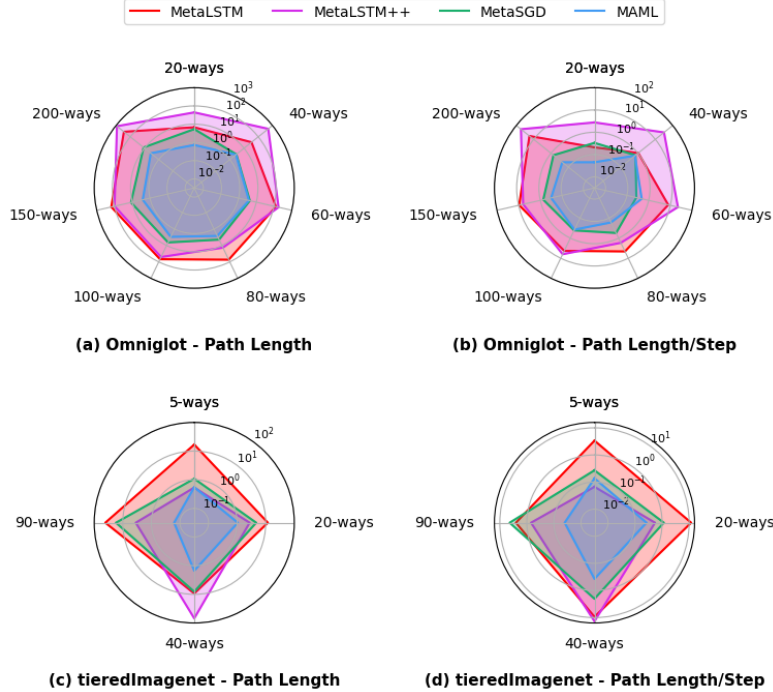 MetaLSTM MetaLSTM++ MetaSGD MAML
20-ways
40-ways
60-ways
80-ways
100-ways
150-ways
200-ways
10^3
10^2
10^1
10^0
10^-1
10^-2
(a) Omniglot - Path Length
20-ways
40-ways
60-ways
80-ways
100-ways
150-ways
200-ways
10^2
10^1
10^0
10^-1
10^-2
(b) Omniglot - Path Length/Step
5-ways
20-ways
40-ways
90-ways
10^2
10^1
10^0
10^-1
(c) tieredImagenet - Path Length
5-ways
20-ways
40-ways
90-ways
10^1
10^0
10^-1
10^-2
(d) tieredImagenet - Path Length/Step